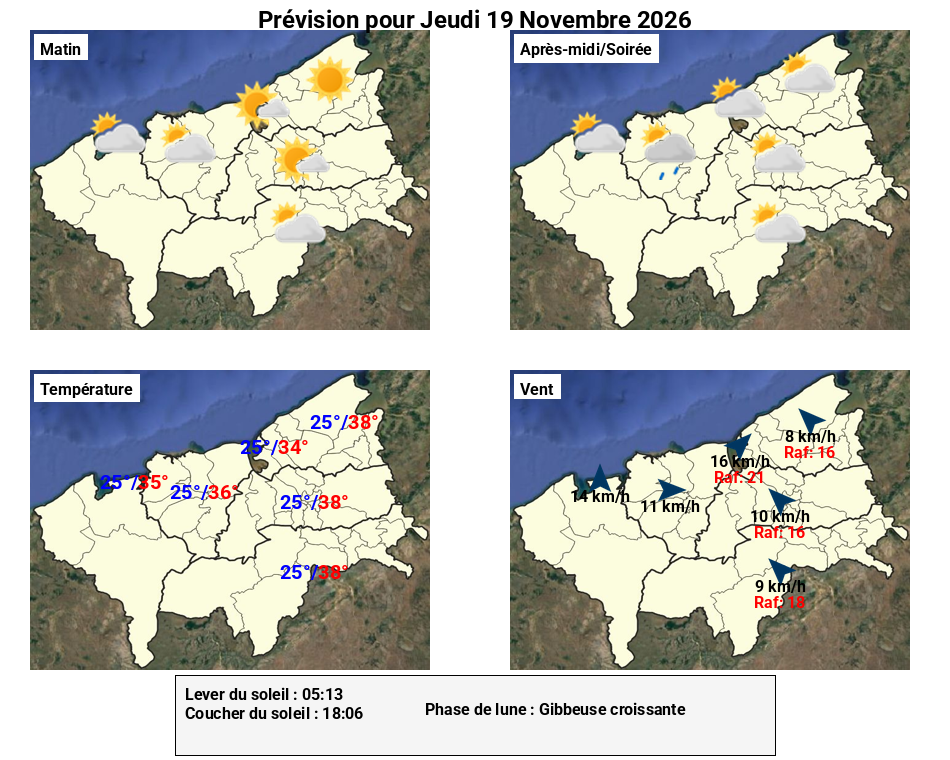 Prévision pour Jeudi 19 Novembre 2026
Matin
Après-midi/Soirée
Température
25°/38°
25°/34°
25°/35°
25°/36°
25°/38°
25°/38°
Vent
8 km/h
Raf: 16
16 km/h
Raf: 21
14 km/h
11 km/h
10 km/h
Raf: 16
9 km/h
Raf: 18
Lever du soleil : 05:13
Coucher du soleil : 18:06
Phase de lune : Gibbeuse croissante